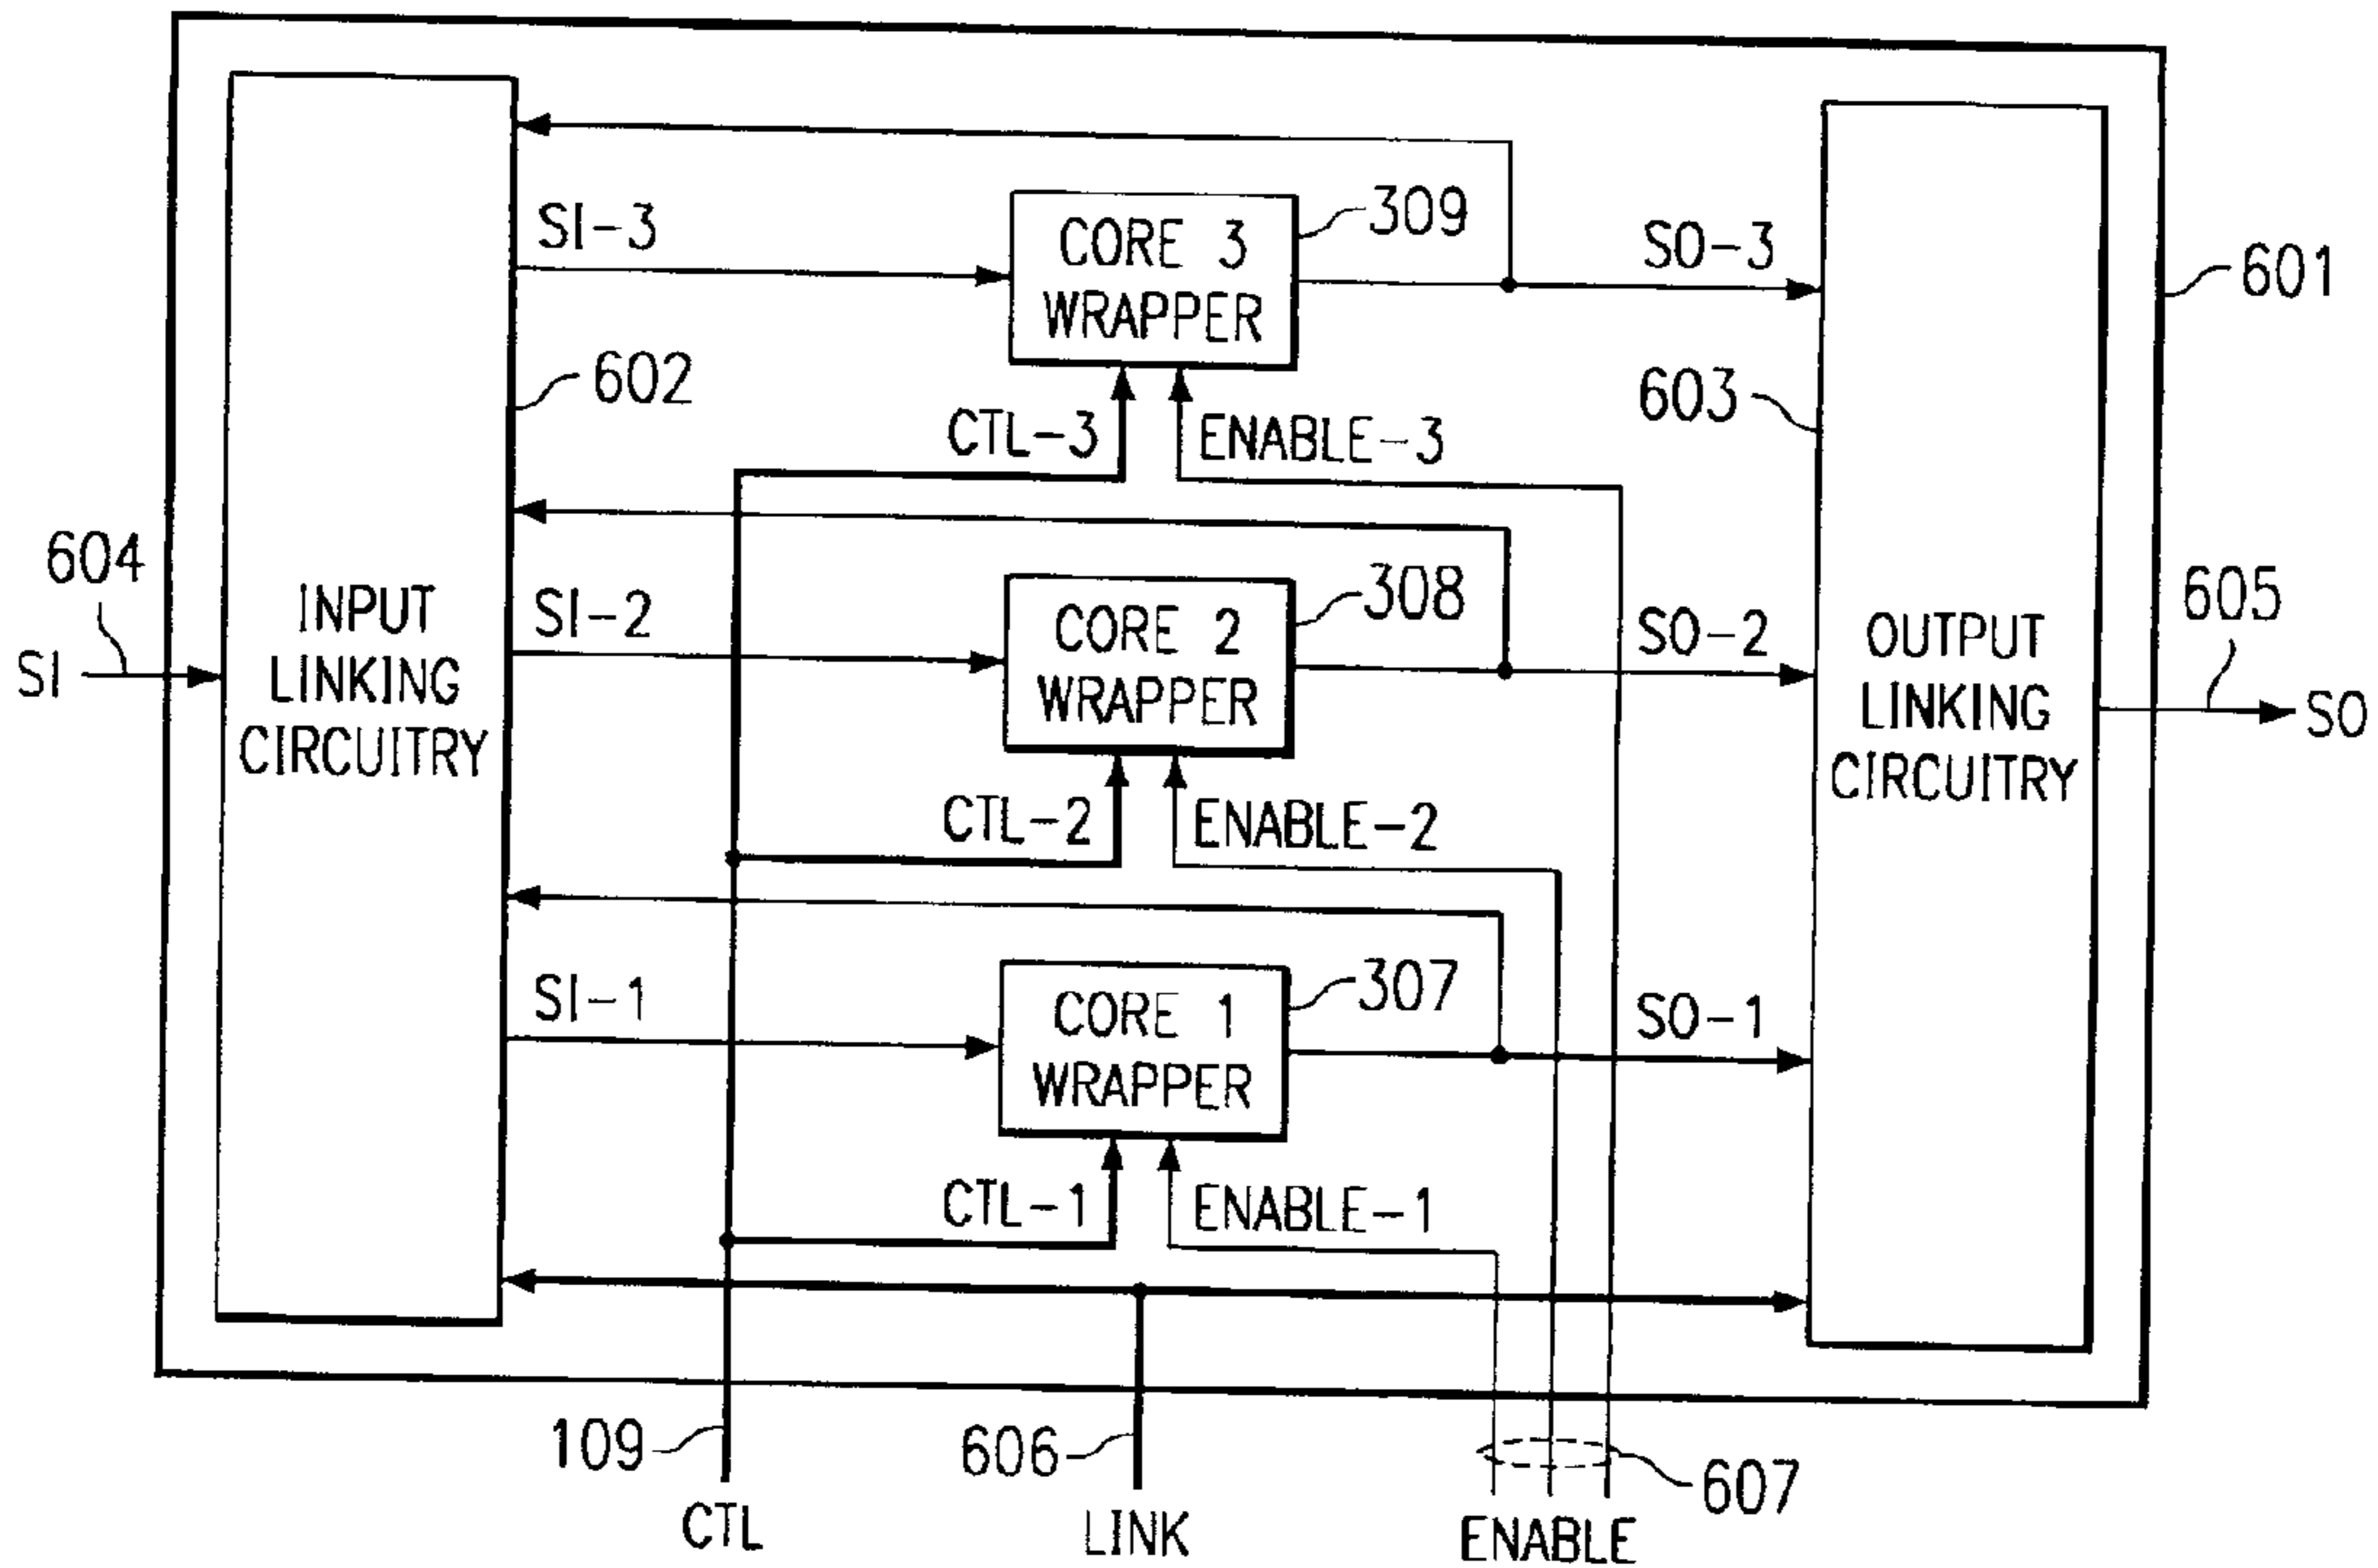 309
SI-3
CORE 3
WRAPPER
SO-3
601
602
603
CTL-3
ENABLE-3
604
SI
INPUT
LINKING
CIRCUITRY
SI-2
308
CORE 2
WRAPPER
SO-2
605
OUTPUT
LINKING
CIRCUITRY
SO
CTL-2
ENABLE-2
SI-1
307
CORE 1
WRAPPER
SO-1
CTL-1
ENABLE-1
109
606
607
CTL
LINK
ENABLE